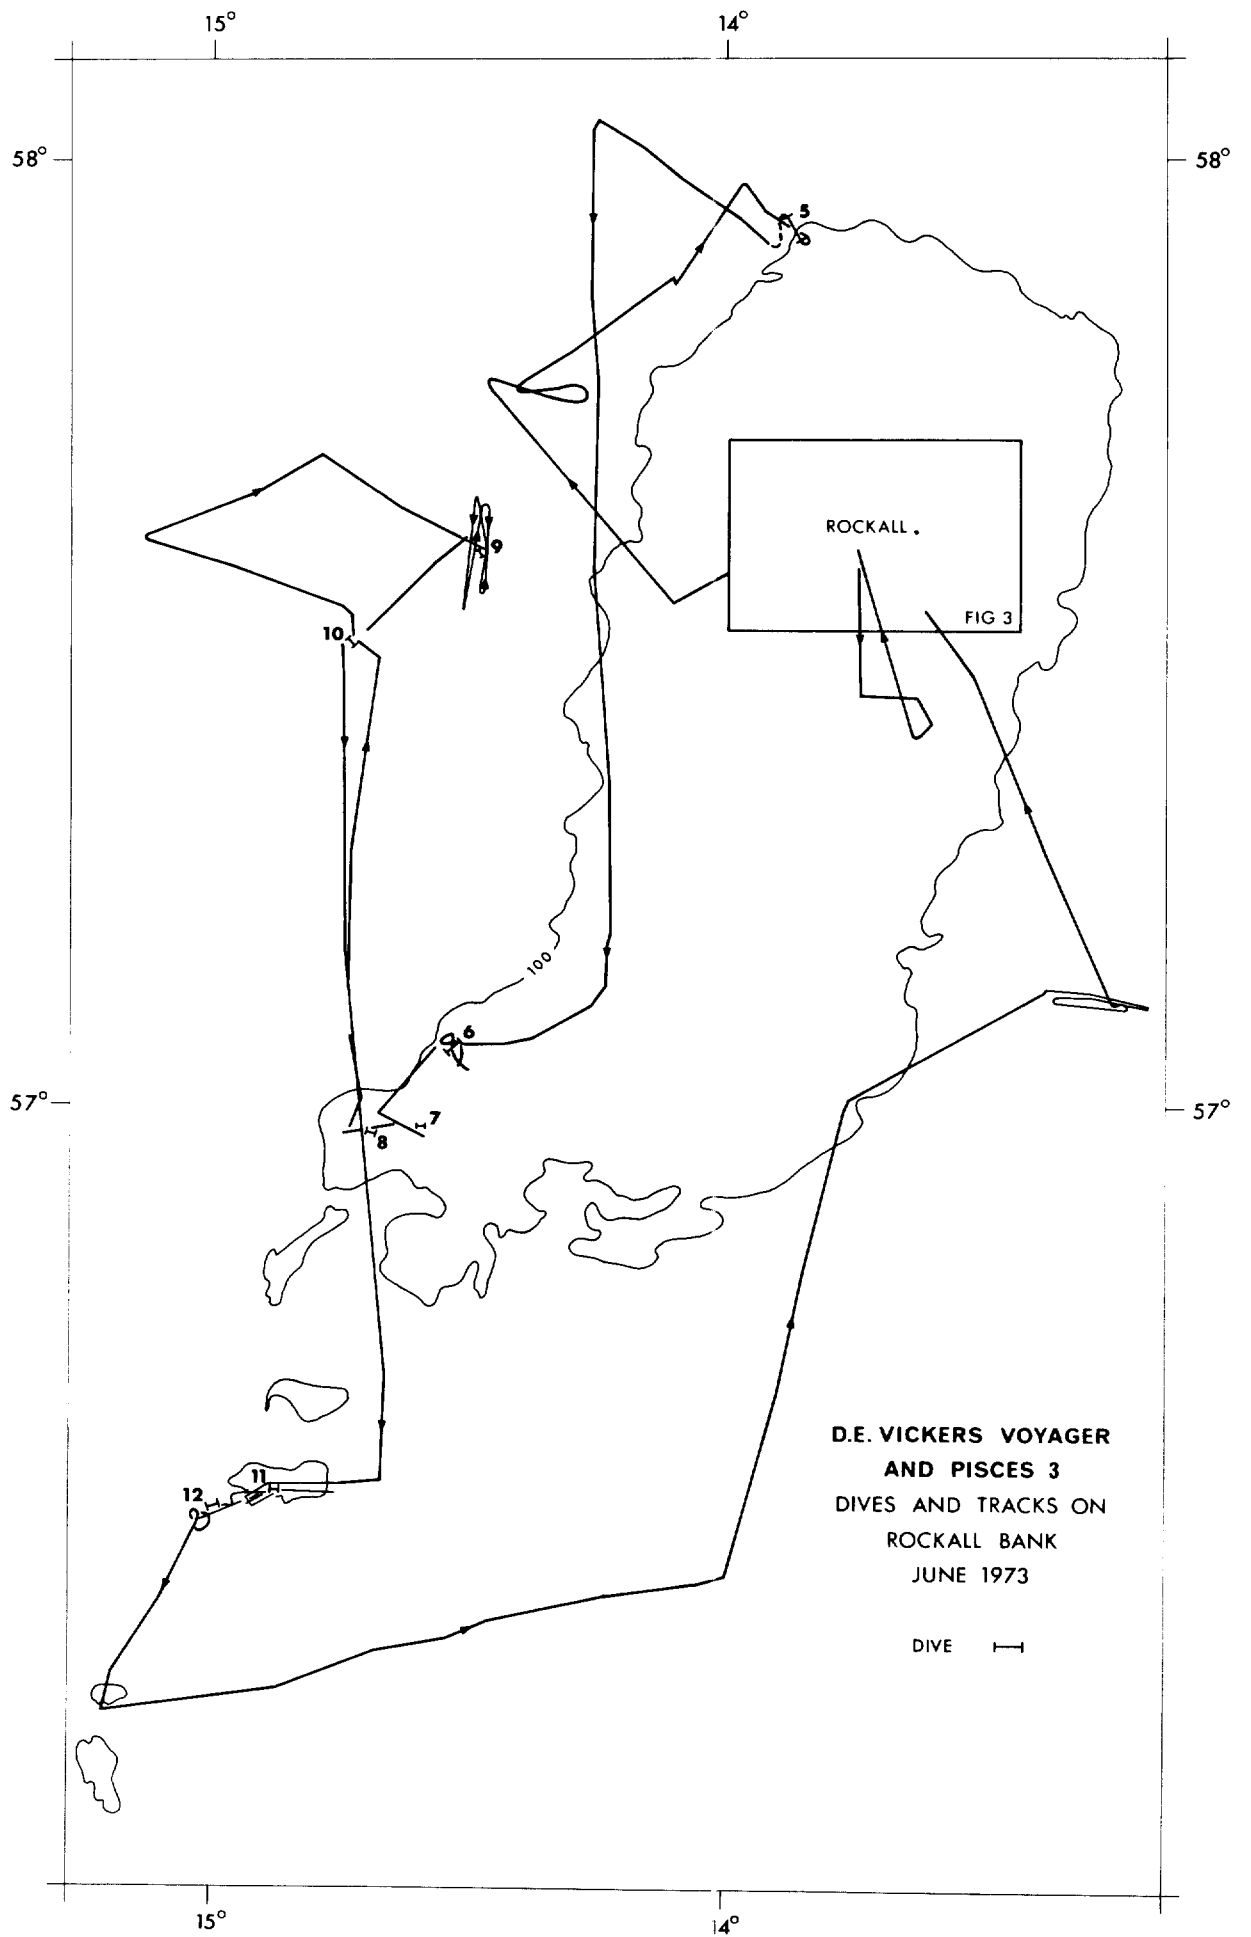 15°
14°
58°
58°
5
ROCKALL.
9
FIG 3
10
100
6
57°
57°
7
8
11
12
D.E. VICKERS VOYAGER
AND PISCES 3
DIVES AND TRACKS ON
ROCKALL BANK
JUNE 1973
DIVE
15°
14°